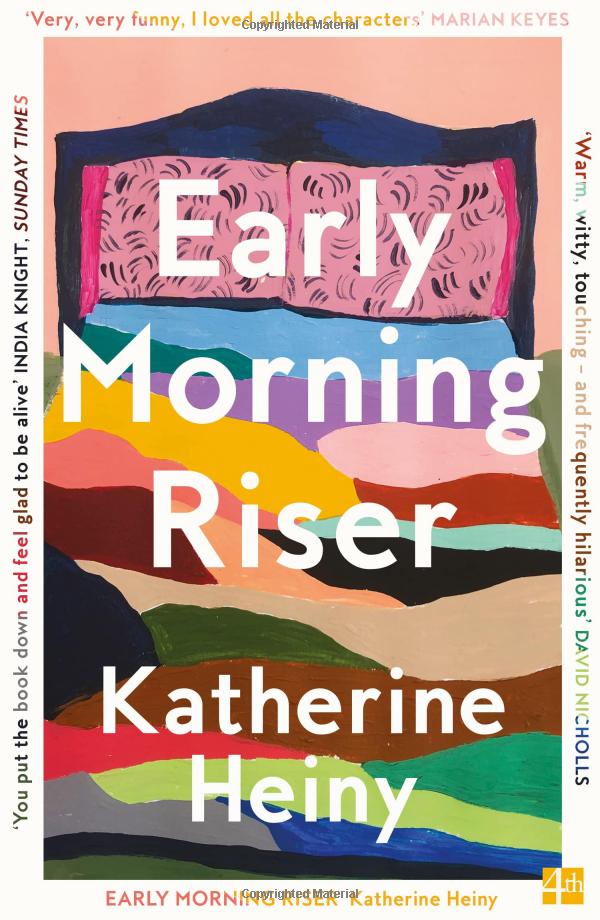 ‘Very, very funny, I loved all the characters’ MARIAN KEYES
Copyrighted Material
‘You put the book down and feel glad to be alive’ INDIA KNIGHT, SUNDAY TIMES
‘Warm, witty, touching – and frequently hilarious’ DAVID NICHOLLS
Early
Morning
Riser
Katherine
Heiny
4th
EARLY MORNING RISER Katherine Heiny
Copyrighted Material